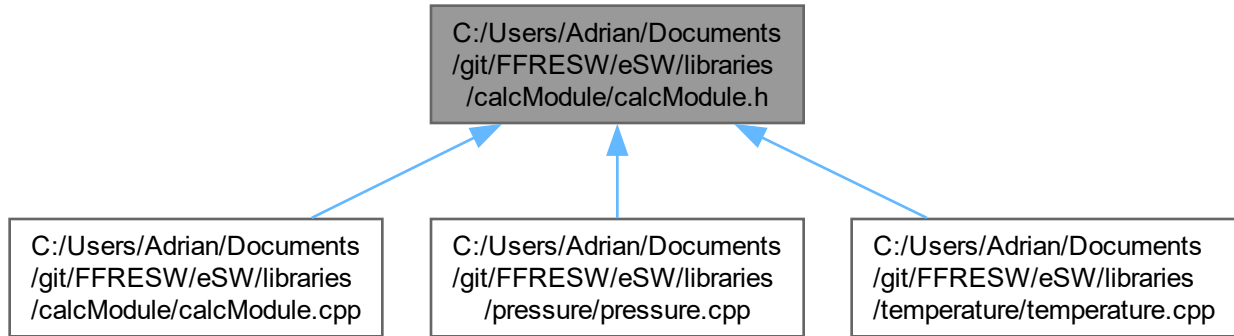 C:/Users/Adrian/Documents
/git/FFRESW/eSW/libraries
/calcModule/calcModule.h
C:/Users/Adrian/Documents
/git/FFRESW/eSW/libraries
/calcModule/calcModule.cpp
C:/Users/Adrian/Documents
/git/FFRESW/eSW/libraries
/pressure/pressure.cpp
C:/Users/Adrian/Documents
/git/FFRESW/eSW/libraries
/temperature/temperature.cpp